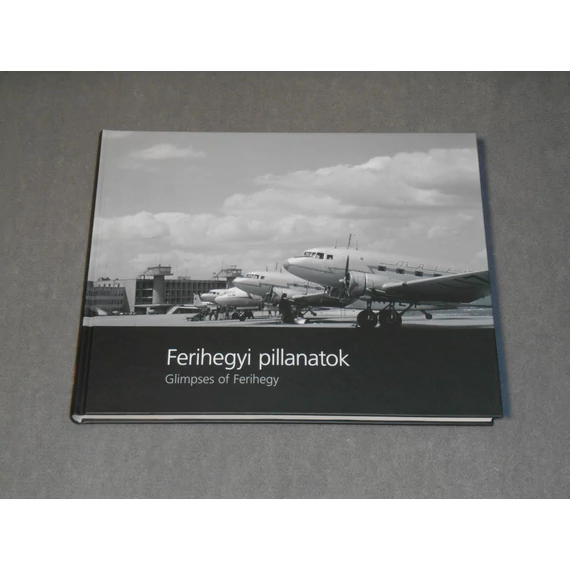 Ferihegyi pillanatok
Glimpses of Ferihegy